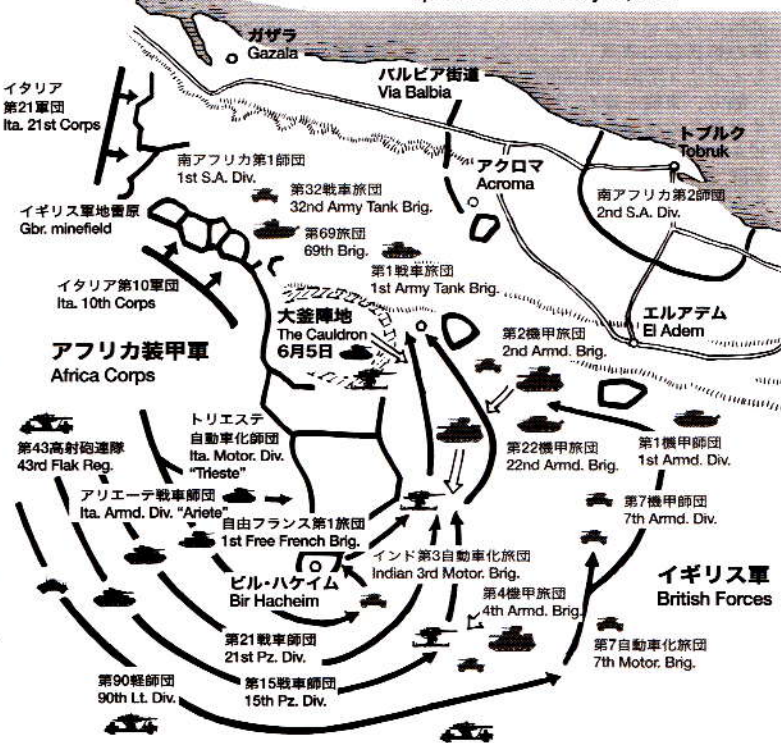 ガザラ
Gazala
バルビア街道
Via Balbia
イタリア
第21軍団
Ita. 21st Corps
トブルク
Tobruk
アクロマ
Acroma
南アフリカ第1師団
1st S.A. Div.
第32戦車旅団
32nd Army Tank Brig.
南アフリカ第2師団
2nd S.A. Div.
イギリス軍地雷原
Gbr. minefield
第69旅団
69th Brig.
第1戦車旅団
1st Army Tank Brig.
イタリア第10軍団
Ita. 10th Corps
大釜陣地
The Cauldron
6月5日
エルアデム
El Adem
第2機甲旅団
2nd Armd. Brig.
アフリカ装甲軍
Africa Corps
トリエステ
自動車化師団
Ita. Motor. Div.
"Trieste"
第43高射砲連隊
43rd Flak Reg.
第22機甲旅団
22nd Armd. Brig.
第1機甲師団
1st Armd. Div.
アリエーテ戦車師団
Ita. Armd. Div. "Ariete"
第7機甲師団
7th Armd. Div.
自由フランス第1旅団
1st Free French Brig.
インド第3自動車化旅団
Indian 3rd Motor. Brig.
ビル・ハケイム
Bir Hacheim
イギリス軍
British Forces
第4機甲旅団
4th Armd. Brig.
第21戦車師団
21st Pz. Div.
第7自動車化旅団
7th Motor. Brig.
第90軽師団
90th Lt. Div.
第15戦車師団
15th Pz. Div.